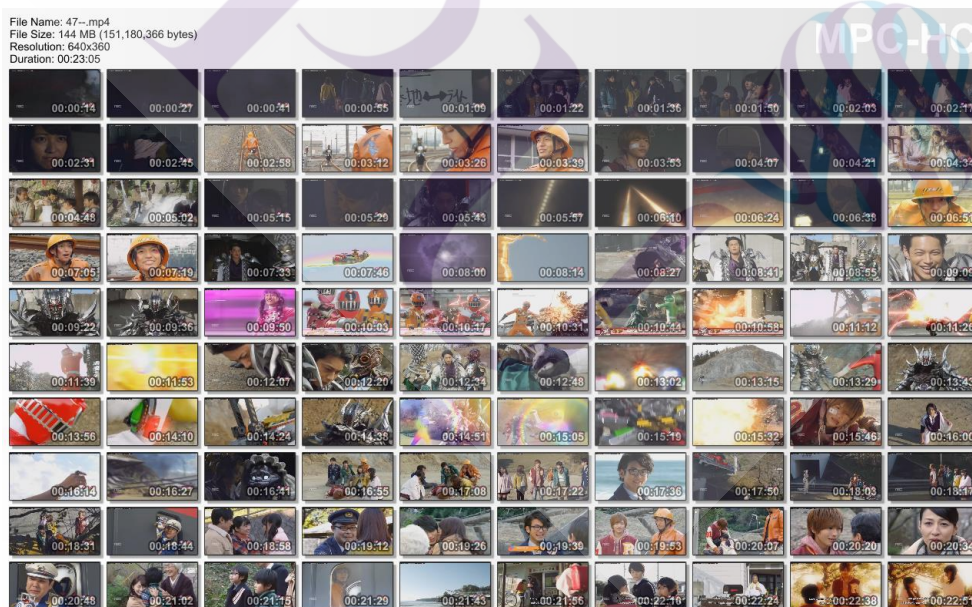 File Name: 47--.mp4
File Size: 144 MB (151,180,366 bytes)
Resolution: 640x360
Duration: 00:23:05
MPC-HC
00:00:14 00:00:27 00:00:41 00:00:55 00:01:09 00:01:22 00:01:36 00:01:50 00:02:03 00:02:17
00:02:31 00:02:45 00:02:58 00:03:12 00:03:26 00:03:39 00:03:53 00:04:07 00:04:21 00:04:34
00:04:48 00:05:02 00:05:15 00:05:29 00:05:43 00:05:57 00:06:10 00:06:24 00:06:38 00:06:51
00:07:05 00:07:19 00:07:33 00:07:46 00:08:00 00:08:14 00:08:27 00:08:41 00:08:55 00:09:09
00:09:22 00:09:36 00:09:50 00:10:03 00:10:17 00:10:31 00:10:44 00:10:58 00:11:12 00:11:26
00:11:39 00:11:53 00:12:07 00:12:20 00:12:34 00:12:48 00:13:02 00:13:15 00:13:29 00:13:43
00:13:56 00:14:10 00:14:24 00:14:38 00:14:51 00:15:05 00:15:19 00:15:32 00:15:46 00:16:00
00:16:14 00:16:27 00:16:41 00:16:55 00:17:08 00:17:22 00:17:36 00:17:50 00:18:03 00:18:17
00:18:31 00:18:44 00:18:58 00:19:12 00:19:26 00:19:39 00:19:53 00:20:07 00:20:20 00:20:34
00:20:48 00:21:02 00:21:15 00:21:29 00:21:43 00:21:56 00:22:10 00:22:24 00:22:38 00:22:51